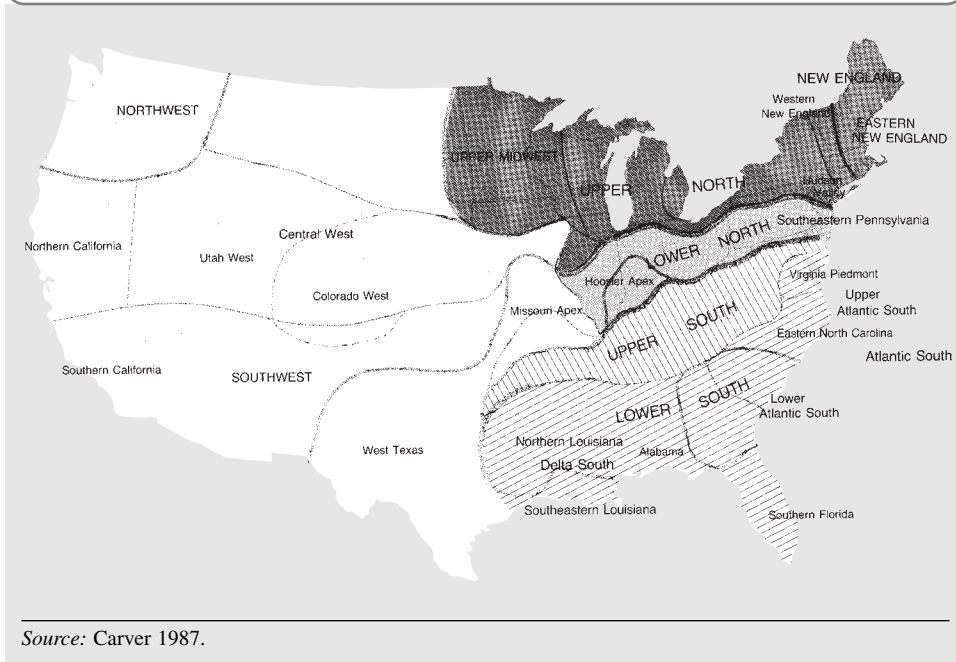 NEW ENGLAND
NORTHWEST
Western
New England
EASTERN
NEW ENGLAND
UPPER MIDWEST
UPPER
NORTH
Hudson
Valley
Southeastern Pennsylvania
Northern California
Central West
Utah West
LOWER NORTH
Hoosier Apex
Virginia Piedmont
Colorado West
Missouri Apex
Upper
Atlantic South
UPPER SOUTH
Eastern North Carolina
Atlantic South
Southern California
SOUTHWEST
LOWER SOUTH
Lower
Atlantic South
West Texas
Northern Louisiana
Alabama
Delta South
Southeastern Louisiana
Southern Florida
Source: Carver 1987.